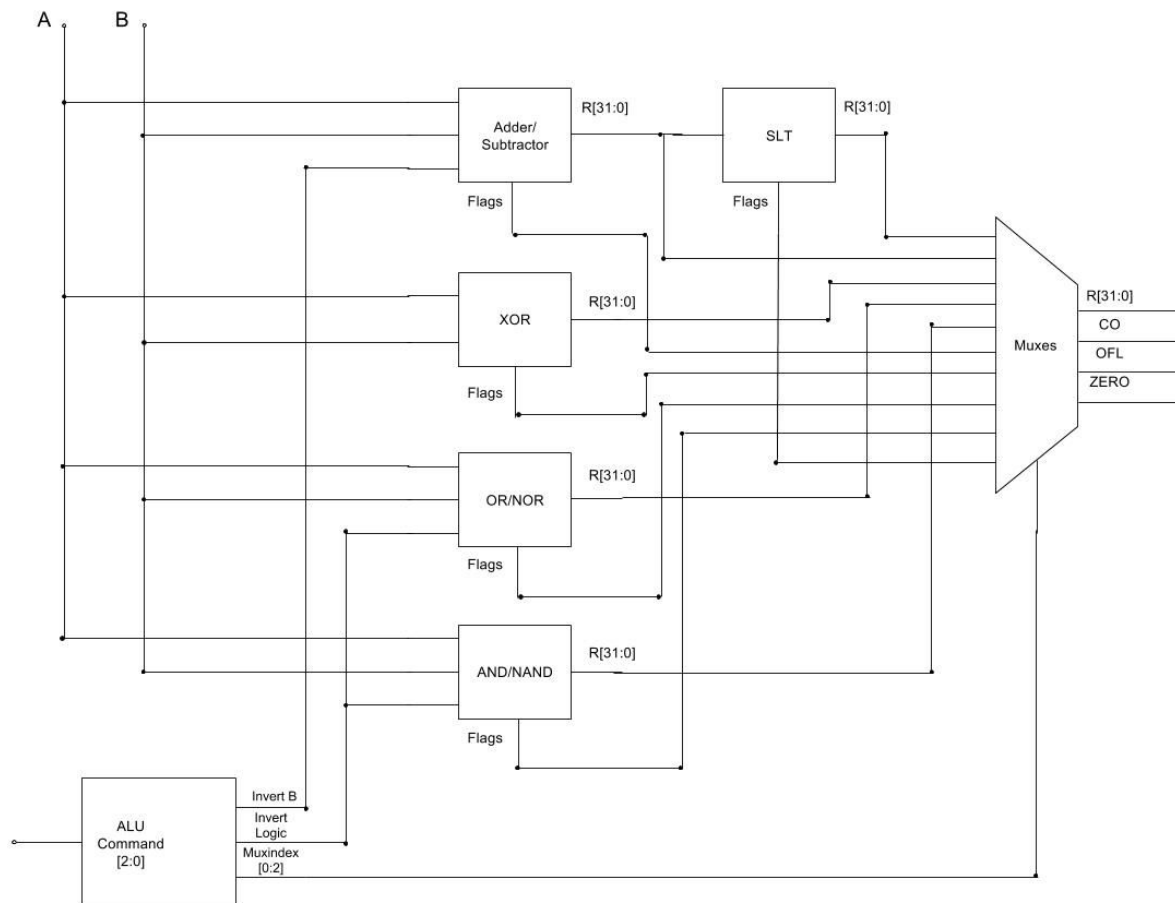 A
B
Adder/
Subtractor
R[31:0]
Flags
SLT
R[31:0]
Flags
XOR
R[31:0]
Flags
Muxes
R[31:0]
CO
OFL
ZERO
OR/NOR
R[31:0]
Flags
AND/NAND
R[31:0]
Flags
ALU
Command
[2:0]
Invert B
Invert
Logic
Muxindex
[0:2]